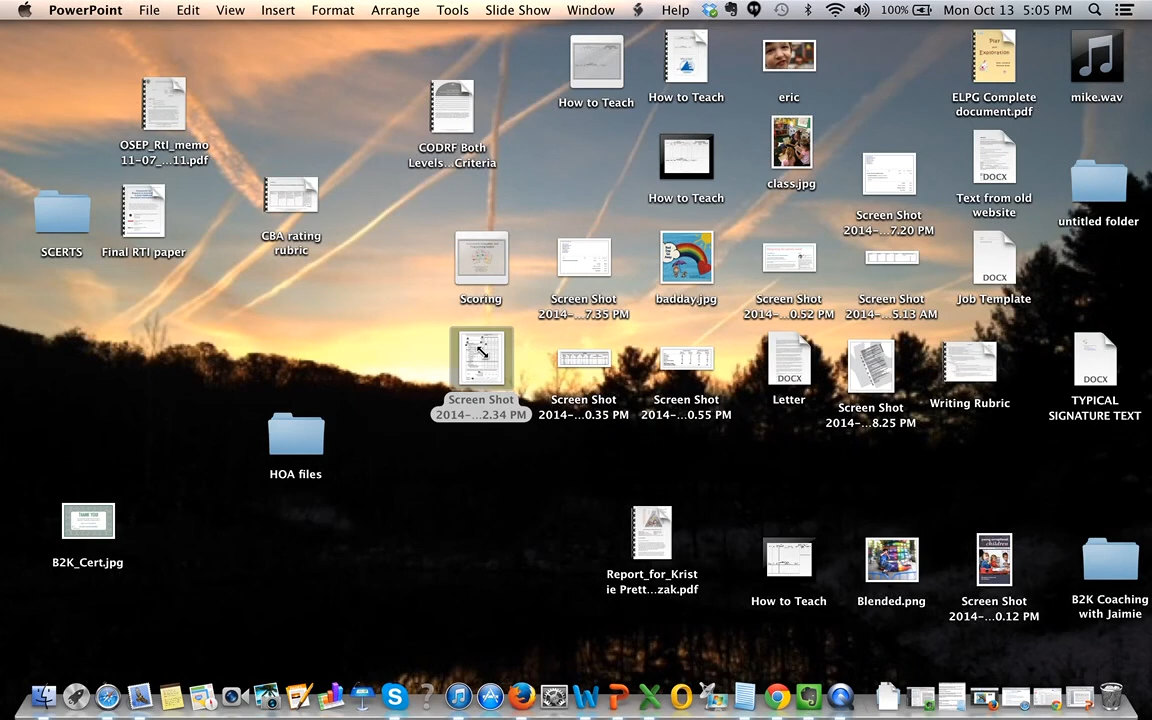 PowerPoint File Edit View Insert Format Arrange Tools Slide Show Window Help 100% Mon Oct 13 5:05 PM
OSEP_RtI_memo
11-07_...11.pdf
CODRF Both
Levels...Criteria
How to Teach
How to Teach
eric
ELPG Complete
document.pdf
mike.wav
How to Teach
class.jpg
Screen Shot
2014-...7.20 PM
DOCX
Text from old
website
untitled folder
SCERTS
Final RTI paper
CBA rating
rubric
Scoring
Screen Shot
2014-...7.35 PM
badday.jpg
Screen Shot
2014-...0.52 PM
Screen Shot
2014-...5.13 AM
DOCX
Job Template
Screen Shot
2014-...2.34 PM
Screen Shot
2014-...0.35 PM
Screen Shot
2014-...0.55 PM
DOCX
Letter
Screen Shot
2014-...8.25 PM
Writing Rubric
DOCX
TYPICAL
SIGNATURE TEXT
HOA files
THANK YOU!
B2K_Cert.jpg
Report_for_Krist
ie Prett...zak.pdf
How to Teach
Blended.png
Screen Shot
2014-...0.12 PM
B2K Coaching
with Jaimie